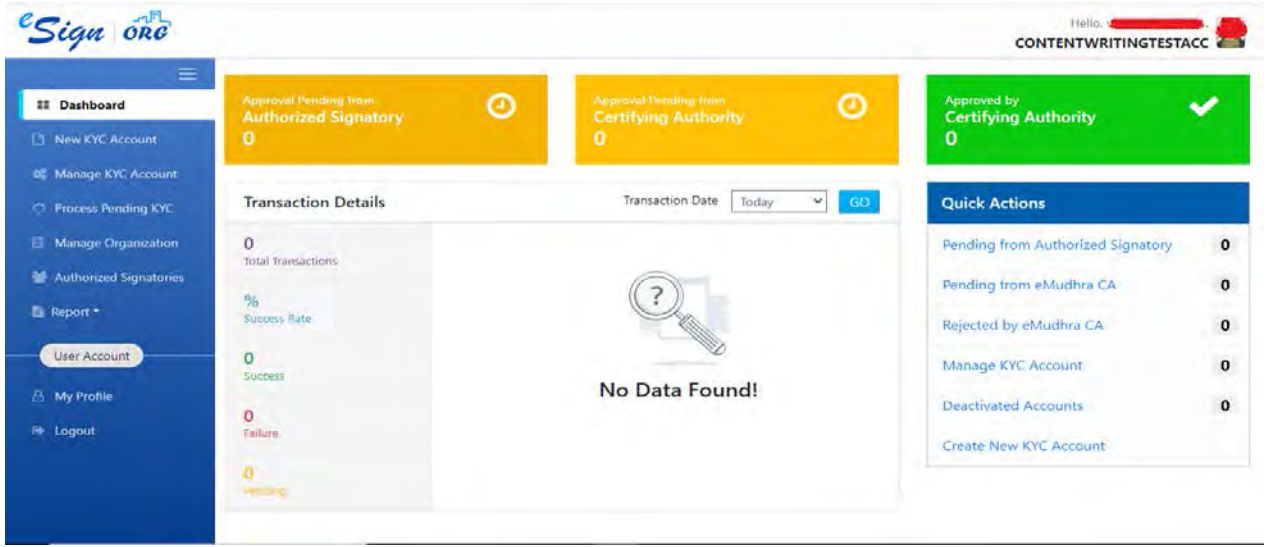 eSign ORG
Hello,
CONTENTWRITINGTESTACC
Dashboard
New KYC Account
Manage KYC Account
Process Pending KYC
Manage Organization
Authorized Signatories
Report
User Account
My Profile
Logout
Approval Pending from
Authorized Signatory
0
Approval Pending from
Certifying Authority
0
Approved by
Certifying Authority
0
Transaction Details
Transaction Date Today GO
0
Total Transactions
%
Success Rate
0
Success
0
Failure
0
Pending
?
No Data Found!
Quick Actions
Pending from Authorized Signatory 0
Pending from eMudhra CA 0
Rejected by eMudhra CA 0
Manage KYC Account 0
Deactivated Accounts 0
Create New KYC Account